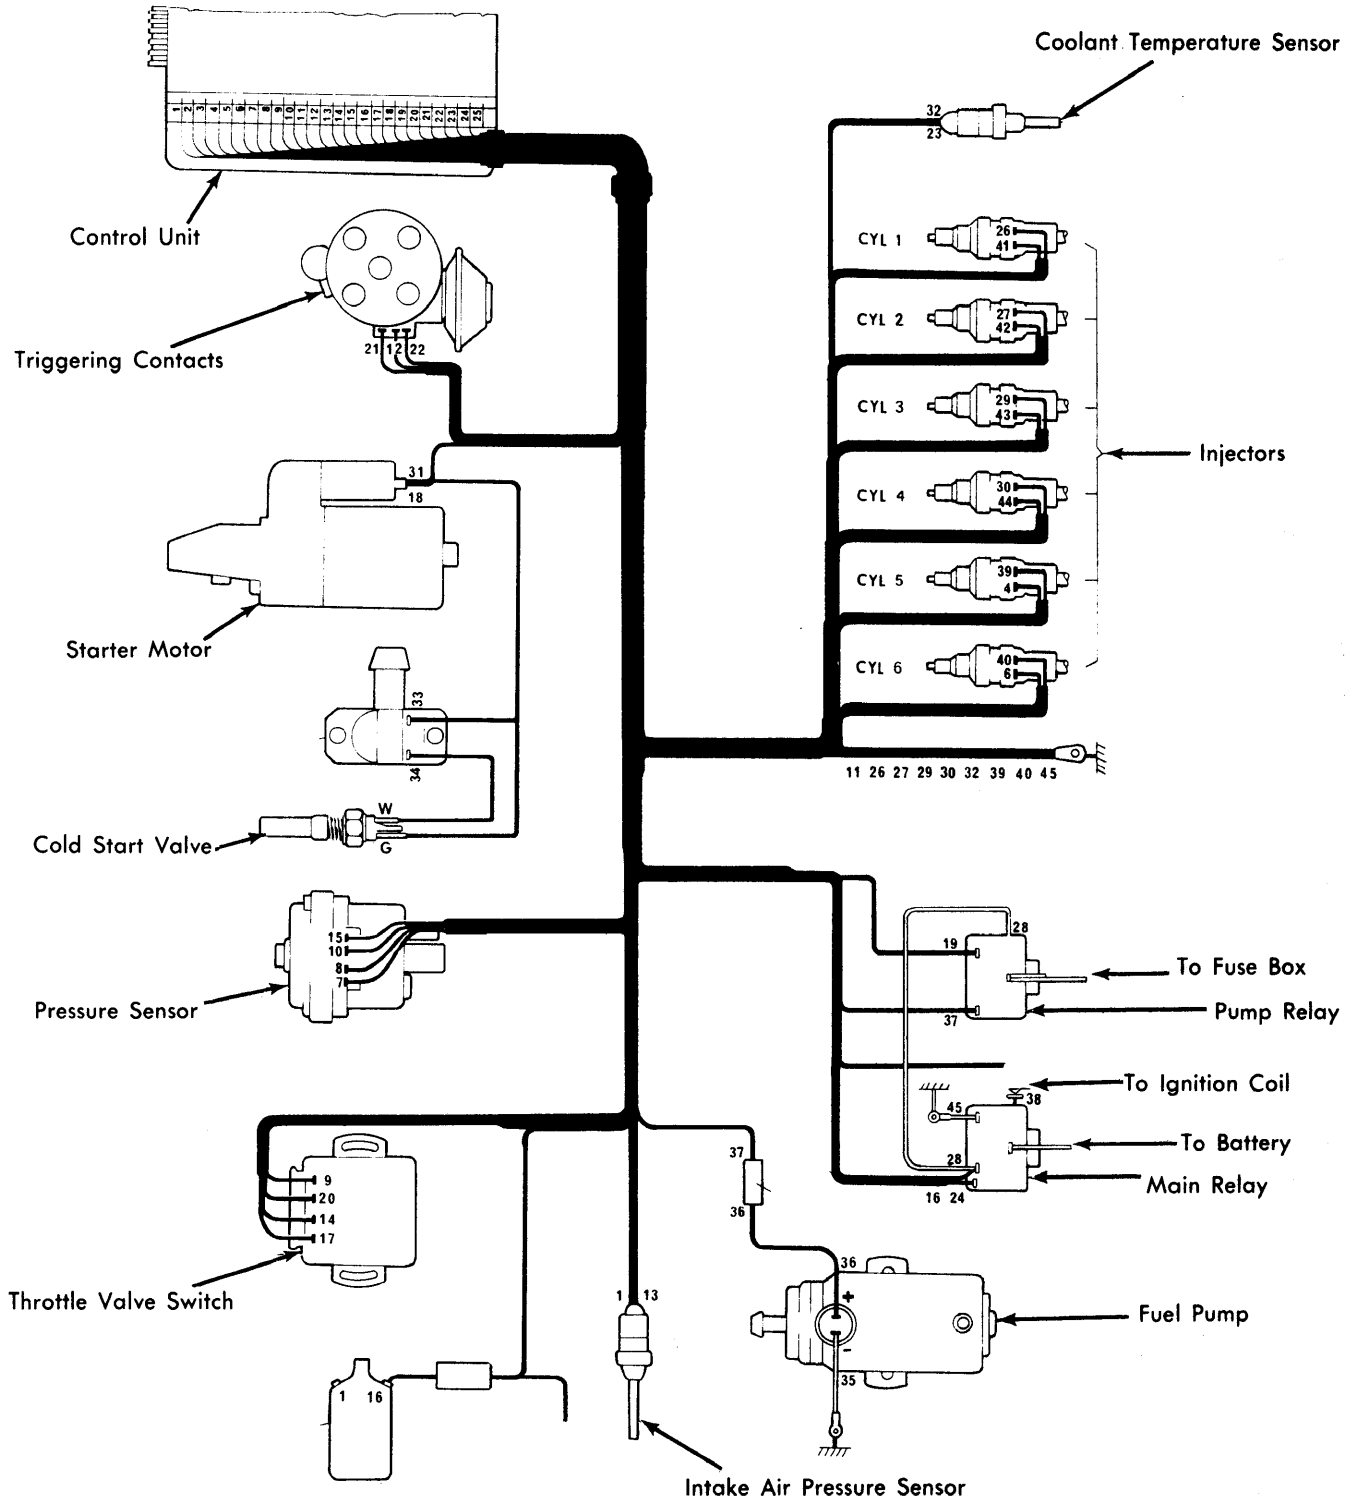 Coolant Temperature Sensor
32
23
1 2 3 4 5 6 7 8 9 10 11 12 13 14 15 16 17 18 19 20 21 22 23 24 25
Control Unit
CYL 1
26
41
Triggering Contacts
21 12 22
CYL 2
27
42
CYL 3
29
43
Injectors
31
18
CYL 4
30
44
CYL 5
39
4
Starter Motor
CYL 6
40
6
33
34
11 26 27 29 30 32 39 40 45
W
G
Cold Start Valve
15
10
8
7
Pressure Sensor
28
19
To Fuse Box
37
Pump Relay
To Ignition Coil
38
45
To Battery
28
16 24
Main Relay
9
20
14
17
Throttle Valve Switch
37
36
36
+
-
35
Fuel Pump
1 13
1 16
Intake Air Pressure Sensor